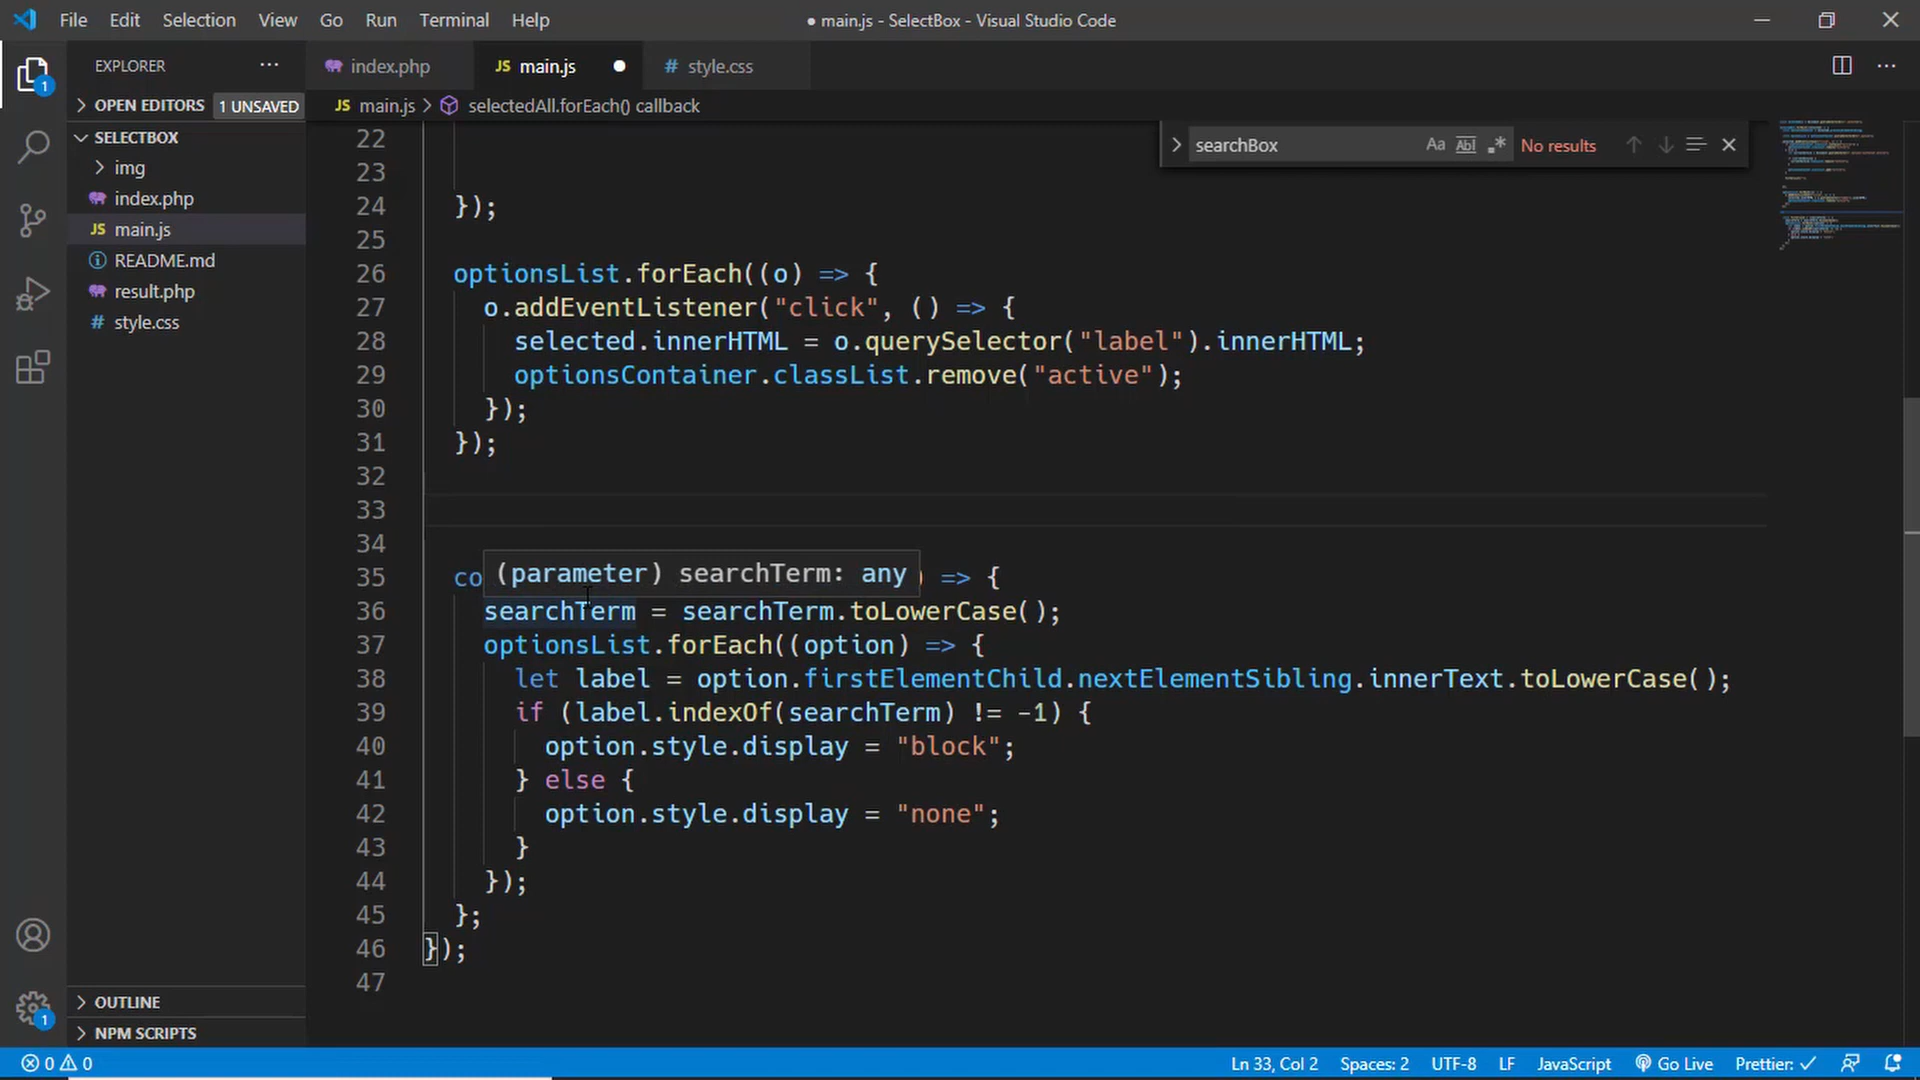 File Edit Selection View Go Run Terminal Help
● main.js - SelectBox - Visual Studio Code
EXPLORER
index.php
JS main.js
# style.css
OPEN EDITORS 1 UNSAVED
JS main.js > selectedAll.forEach() callback
SELECTBOX
img
index.php
JS main.js
README.md
result.php
# style.css
searchBox Aa Abl .* No results
22
23
24 });
25
26 optionsList.forEach((o) => {
27 o.addEventListener("click", () => {
28 selected.innerHTML = o.querySelector("label").innerHTML;
29 optionsContainer.classList.remove("active");
30 });
31 });
32
33
34
(parameter) searchTerm: any
35 co ) => {
36 searchTerm = searchTerm.toLowerCase();
37 optionsList.forEach((option) => {
38 let label = option.firstElementChild.nextElementSibling.innerText.toLowerCase();
39 if (label.indexOf(searchTerm) != -1) {
40 option.style.display = "block";
41 } else {
42 option.style.display = "none";
43 }
44 });
45 };
46 });
47
1
1
OUTLINE
NPM SCRIPTS
0 0
Ln 33, Col 2 Spaces: 2 UTF-8 LF JavaScript Go Live Prettier: ✓